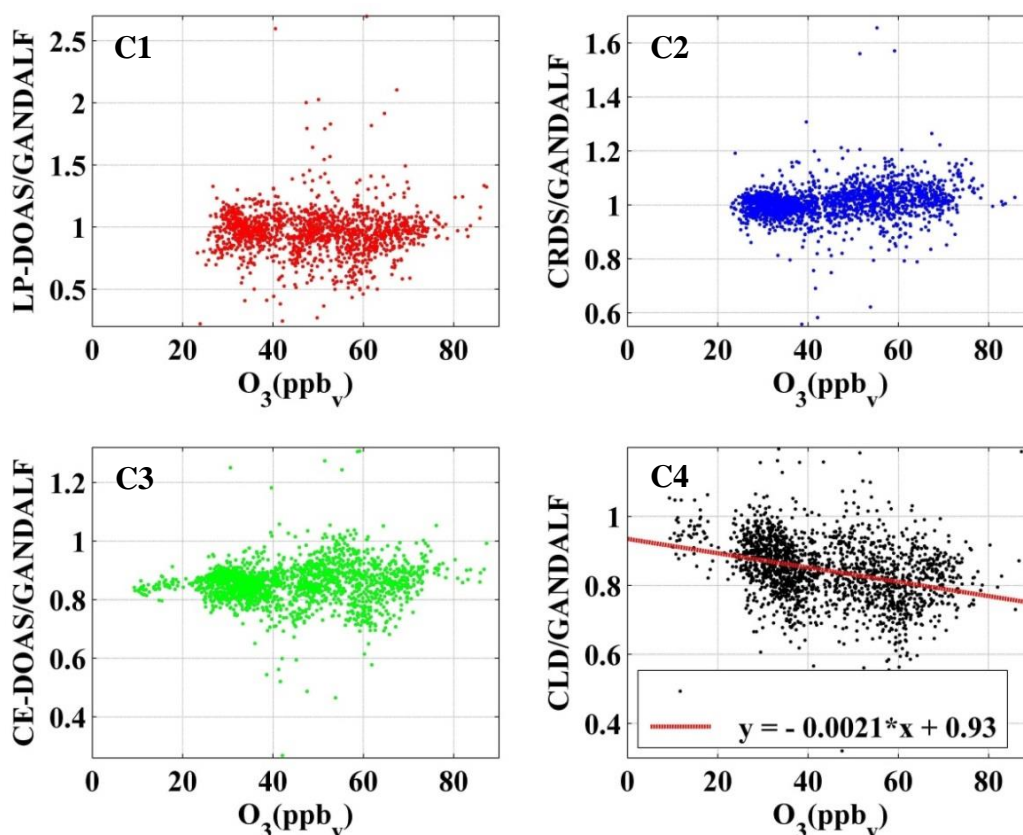 C1
LP-DOAS/GANDALF
2.5
2
1.5
1
0.5
0 20 40 60 80
O3(ppbv)
C2
CRDS/GANDALF
1.6
1.4
1.2
1
0.8
0.6
0 20 40 60 80
O3(ppbv)
C3
CE-DOAS/GANDALF
1.2
1
0.8
0.6
0.4
0 20 40 60 80
O3(ppbv)
C4
CLD/GANDALF
1
0.8
0.6
0.4
y = - 0.0021*x + 0.93
0 20 40 60 80
O3(ppbv)